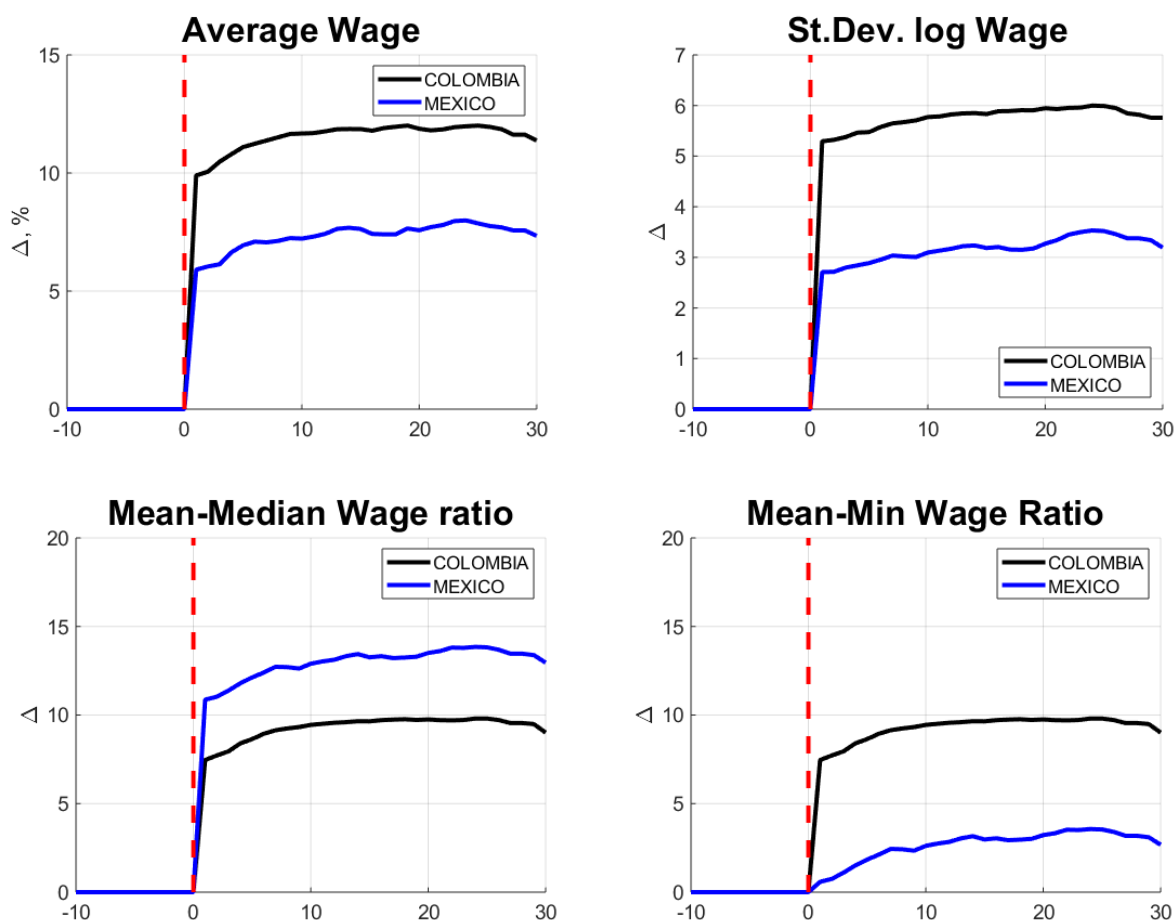 Average Wage
15
10
5
0
Δ, %
-10
0
10
20
30
COLOMBIA
MEXICO
St.Dev. log Wage
7
6
5
4
3
2
1
0
Δ
-10
0
10
20
30
COLOMBIA
MEXICO
Mean-Median Wage ratio
20
15
10
5
0
Δ
-10
0
10
20
30
COLOMBIA
MEXICO
Mean-Min Wage Ratio
20
15
10
5
0
Δ
-10
0
10
20
30
COLOMBIA
MEXICO